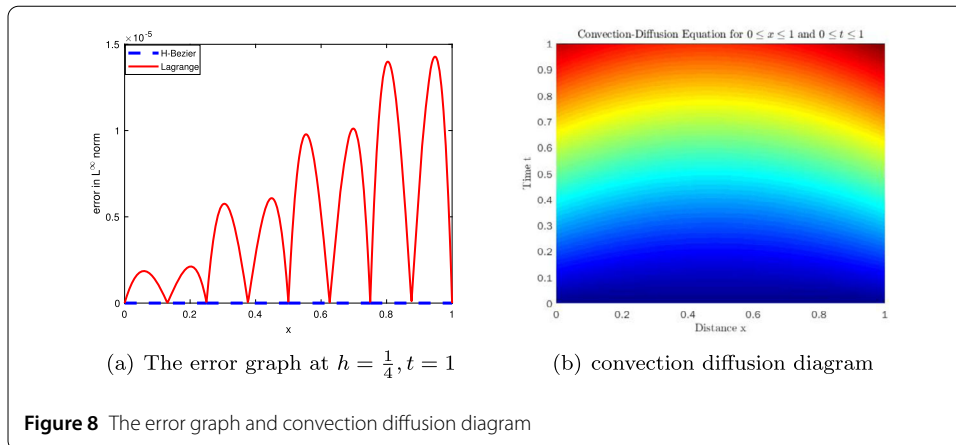 ×10⁻⁵
1.5
1
0.5
0
error in L∞ norm
H-Bezier
Lagrange
0 0.2 0.4 0.6 0.8 1
x
(a) The error graph at h = 1/4, t = 1
Convection-Diffusion Equation for 0 ≤ x ≤ 1 and 0 ≤ t ≤ 1
1
0.9
0.8
0.7
0.6
0.5
0.4
0.3
0.2
0.1
0
Time t
0 0.2 0.4 0.6 0.8 1
Distance x
(b) convection diffusion diagram
Figure 8 The error graph and convection diffusion diagram